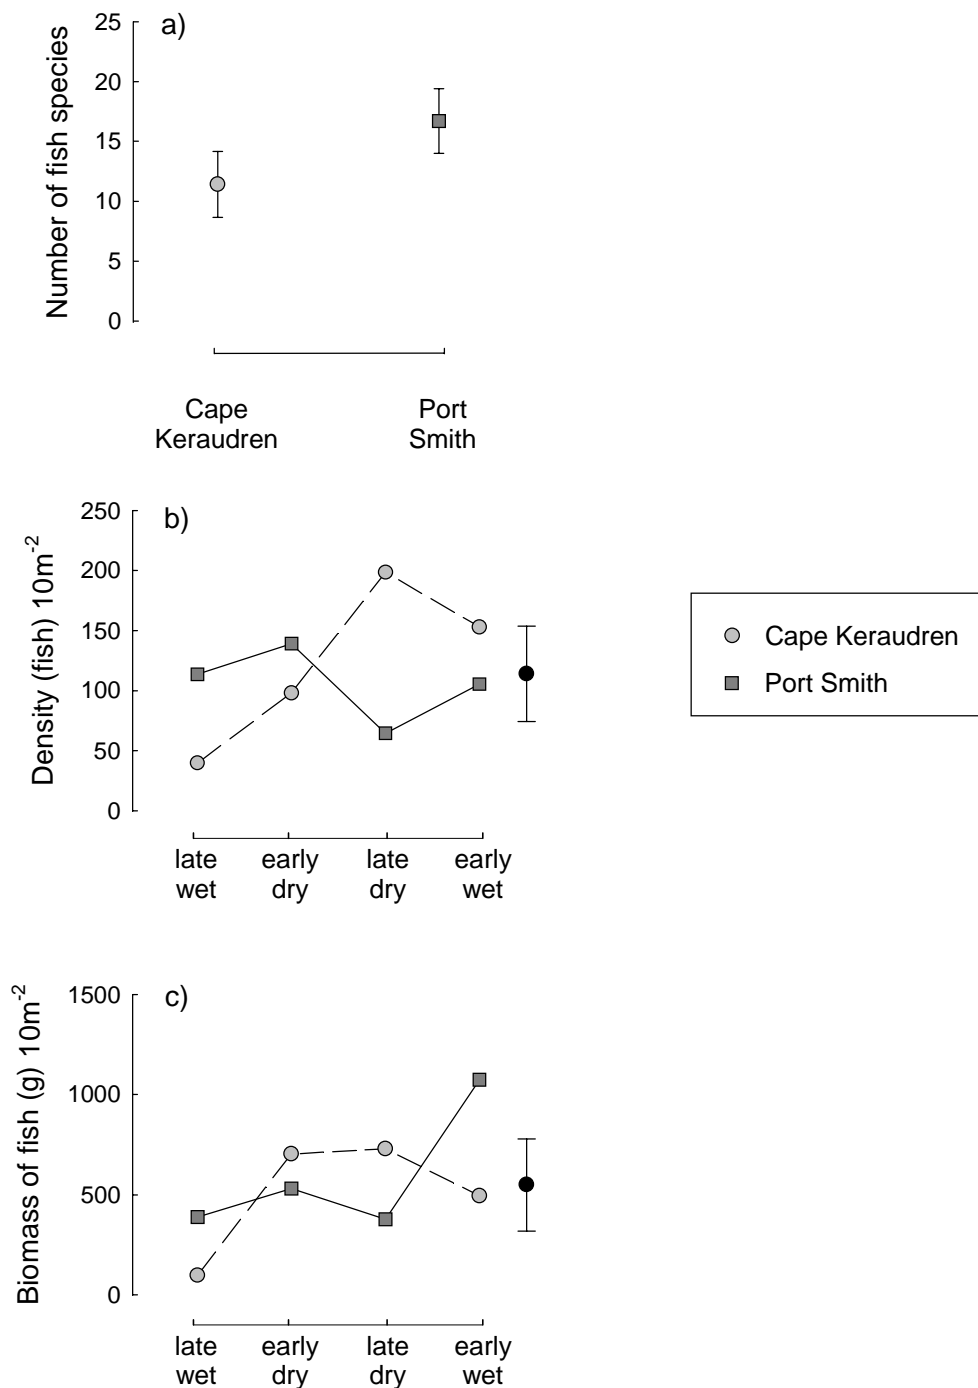 a)
Number of fish species
25
20
15
10
5
0
Cape
Keraudren
Port
Smith
b)
Density (fish) 10m-2
250
200
150
100
50
0
late
wet
early
dry
late
dry
early
wet
Cape Keraudren
Port Smith
c)
Biomass of fish (g) 10m-2
1500
1000
500
0
late
wet
early
dry
late
dry
early
wet